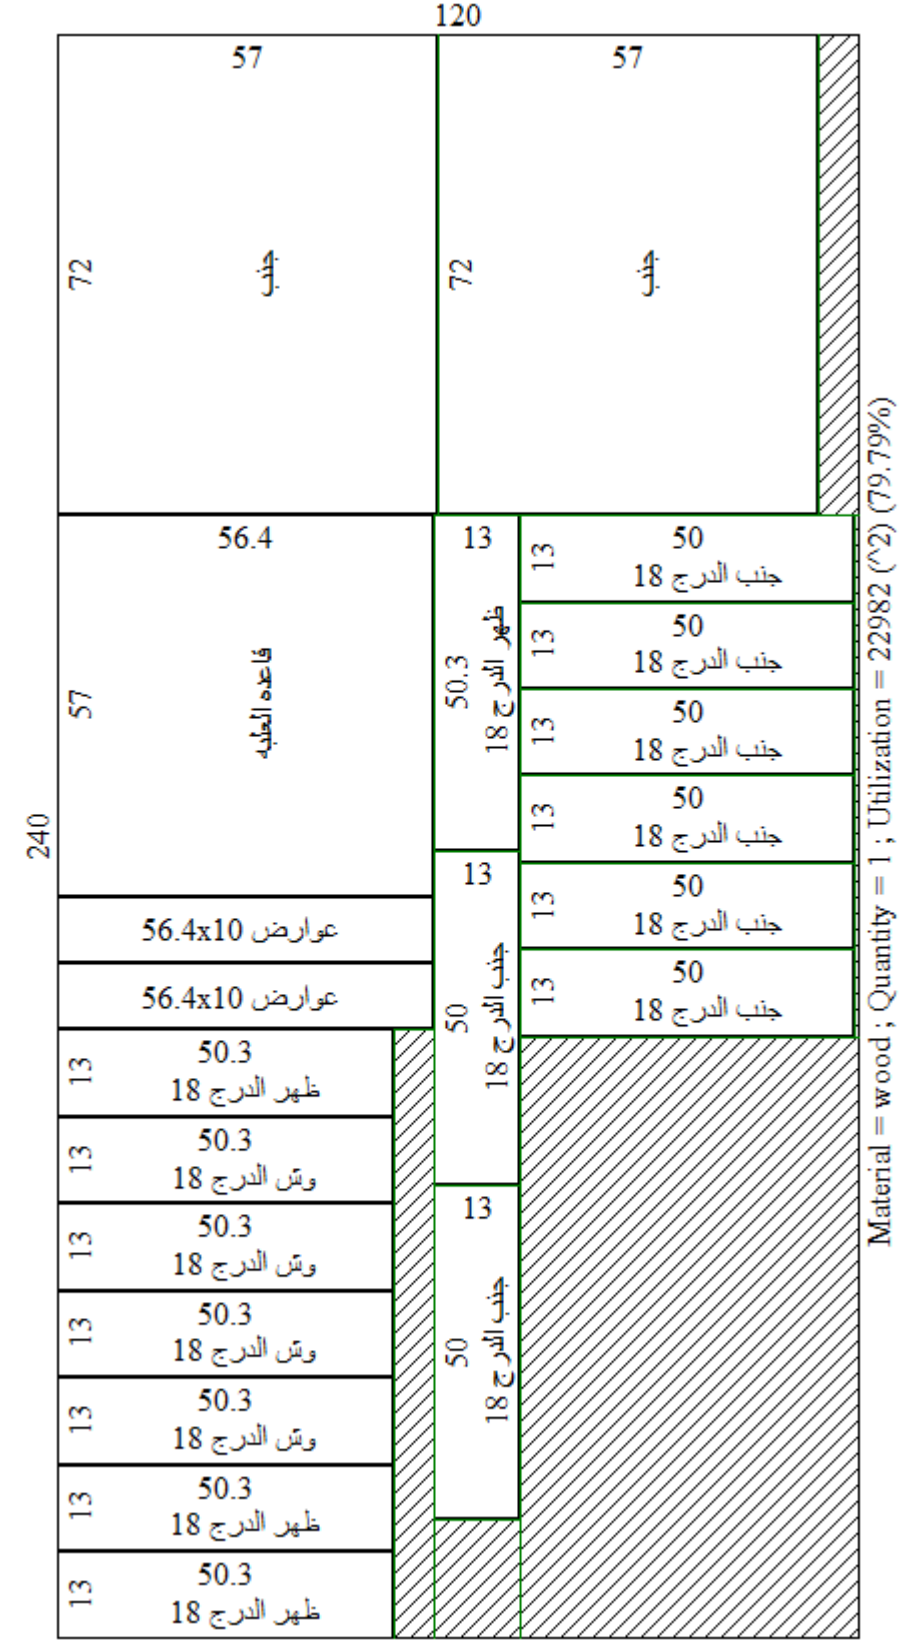 120
57
57
72
جنب
72
جنب
56.4
57
قاعده العلبه
13
50.3
ظهر الدرج 18
50
13
جنب الدرج 18
50
13
جنب الدرج 18
50
13
جنب الدرج 18
50
13
جنب الدرج 18
50
13
جنب الدرج 18
50
13
جنب الدرج 18
240
عوارض 56.4x10
عوارض 56.4x10
13
50
جنب الدرج 18
13
50
جنب الدرج 18
50.3
13
ظهر الدرج 18
50.3
13
وش الدرج 18
50.3
13
وش الدرج 18
50.3
13
وش الدرج 18
50.3
13
وش الدرج 18
50.3
13
ظهر الدرج 18
50.3
13
ظهر الدرج 18
Material = wood ; Quantity = 1 ; Utilization = 22982 (^2) (79.79%)